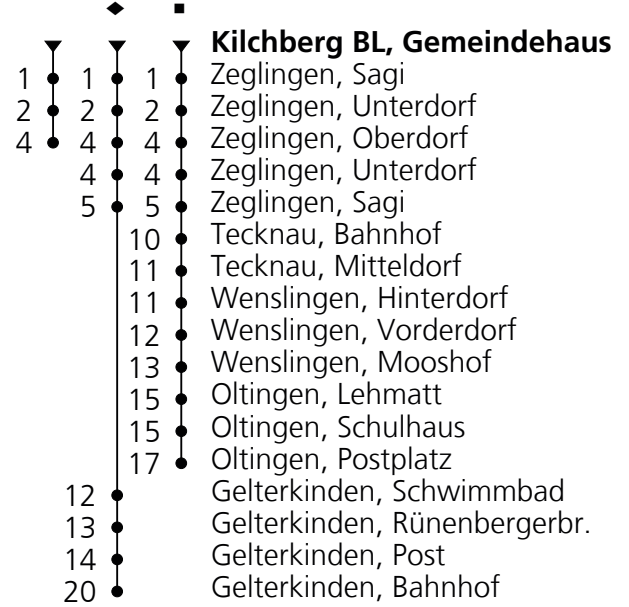 ◆ ■
Kilchberg BL, Gemeindehaus
1 1 1 Zeglingen, Sagi
2 2 2 Zeglingen, Unterdorf
4 4 4 Zeglingen, Oberdorf
4 4 Zeglingen, Unterdorf
5 5 Zeglingen, Sagi
10 Tecknau, Bahnhof
11 Tecknau, Mitteldorf
11 Wenslingen, Hinterdorf
12 Wenslingen, Vorderdorf
13 Wenslingen, Mooshof
15 Oltingen, Lehmatt
15 Oltingen, Schulhaus
17 Oltingen, Postplatz
12 Gelterkinden, Schwimmbad
13 Gelterkinden, Rünenbergerbr.
14 Gelterkinden, Post
20 Gelterkinden, Bahnhof